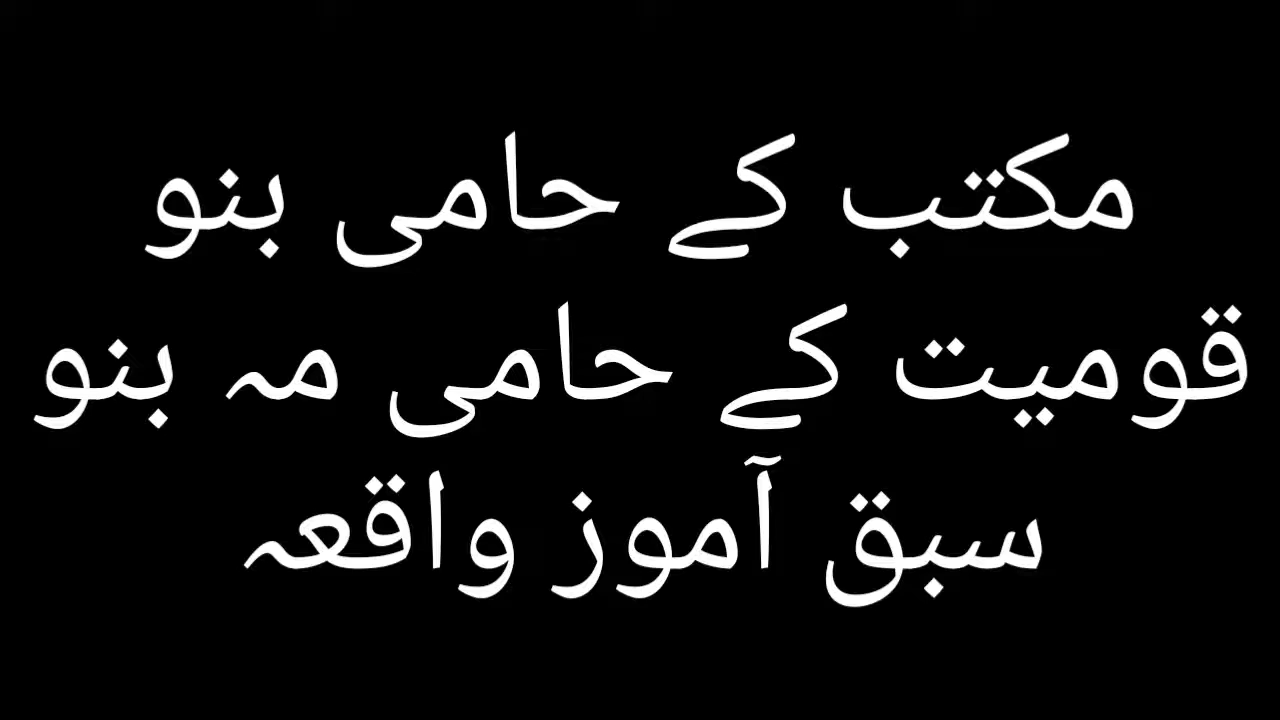 مکتب کے حامی بنو
قومیت کے حامی مہ بنو
سبق آموز واقعہ